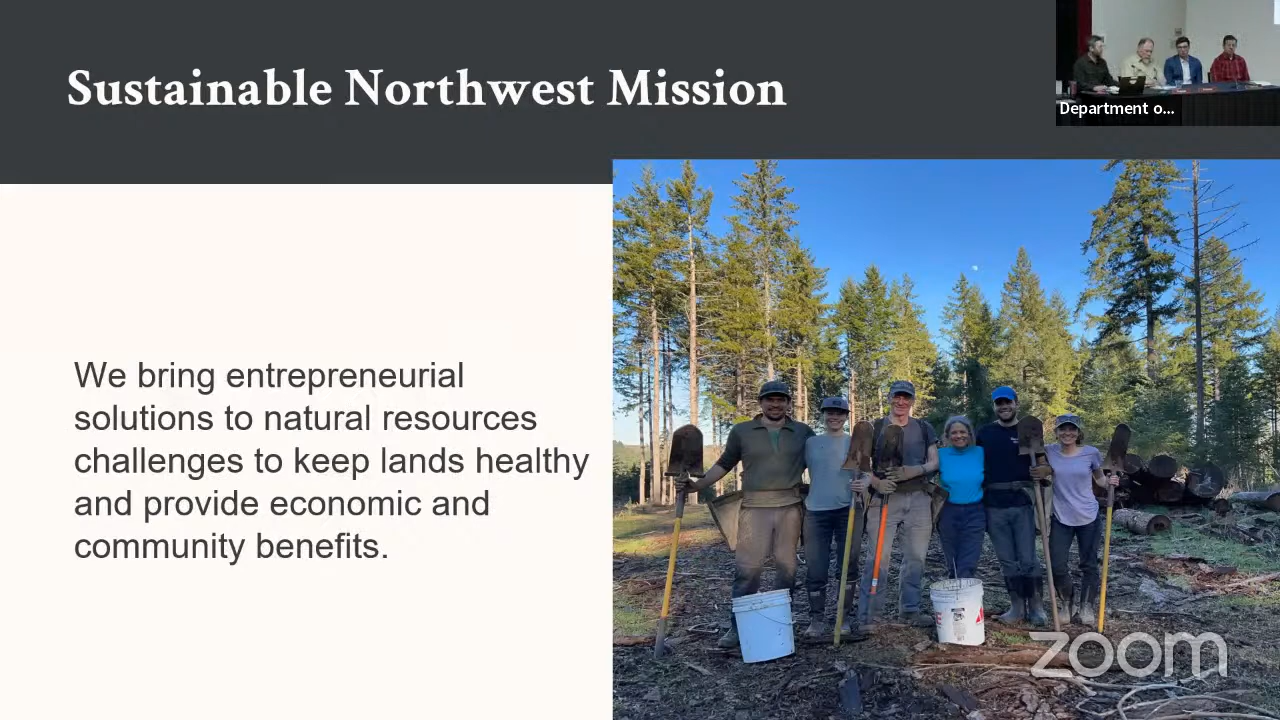 Sustainable Northwest Mission
Department o...
We bring entrepreneurial
solutions to natural resources
challenges to keep lands healthy
and provide economic and
community benefits.
zoom